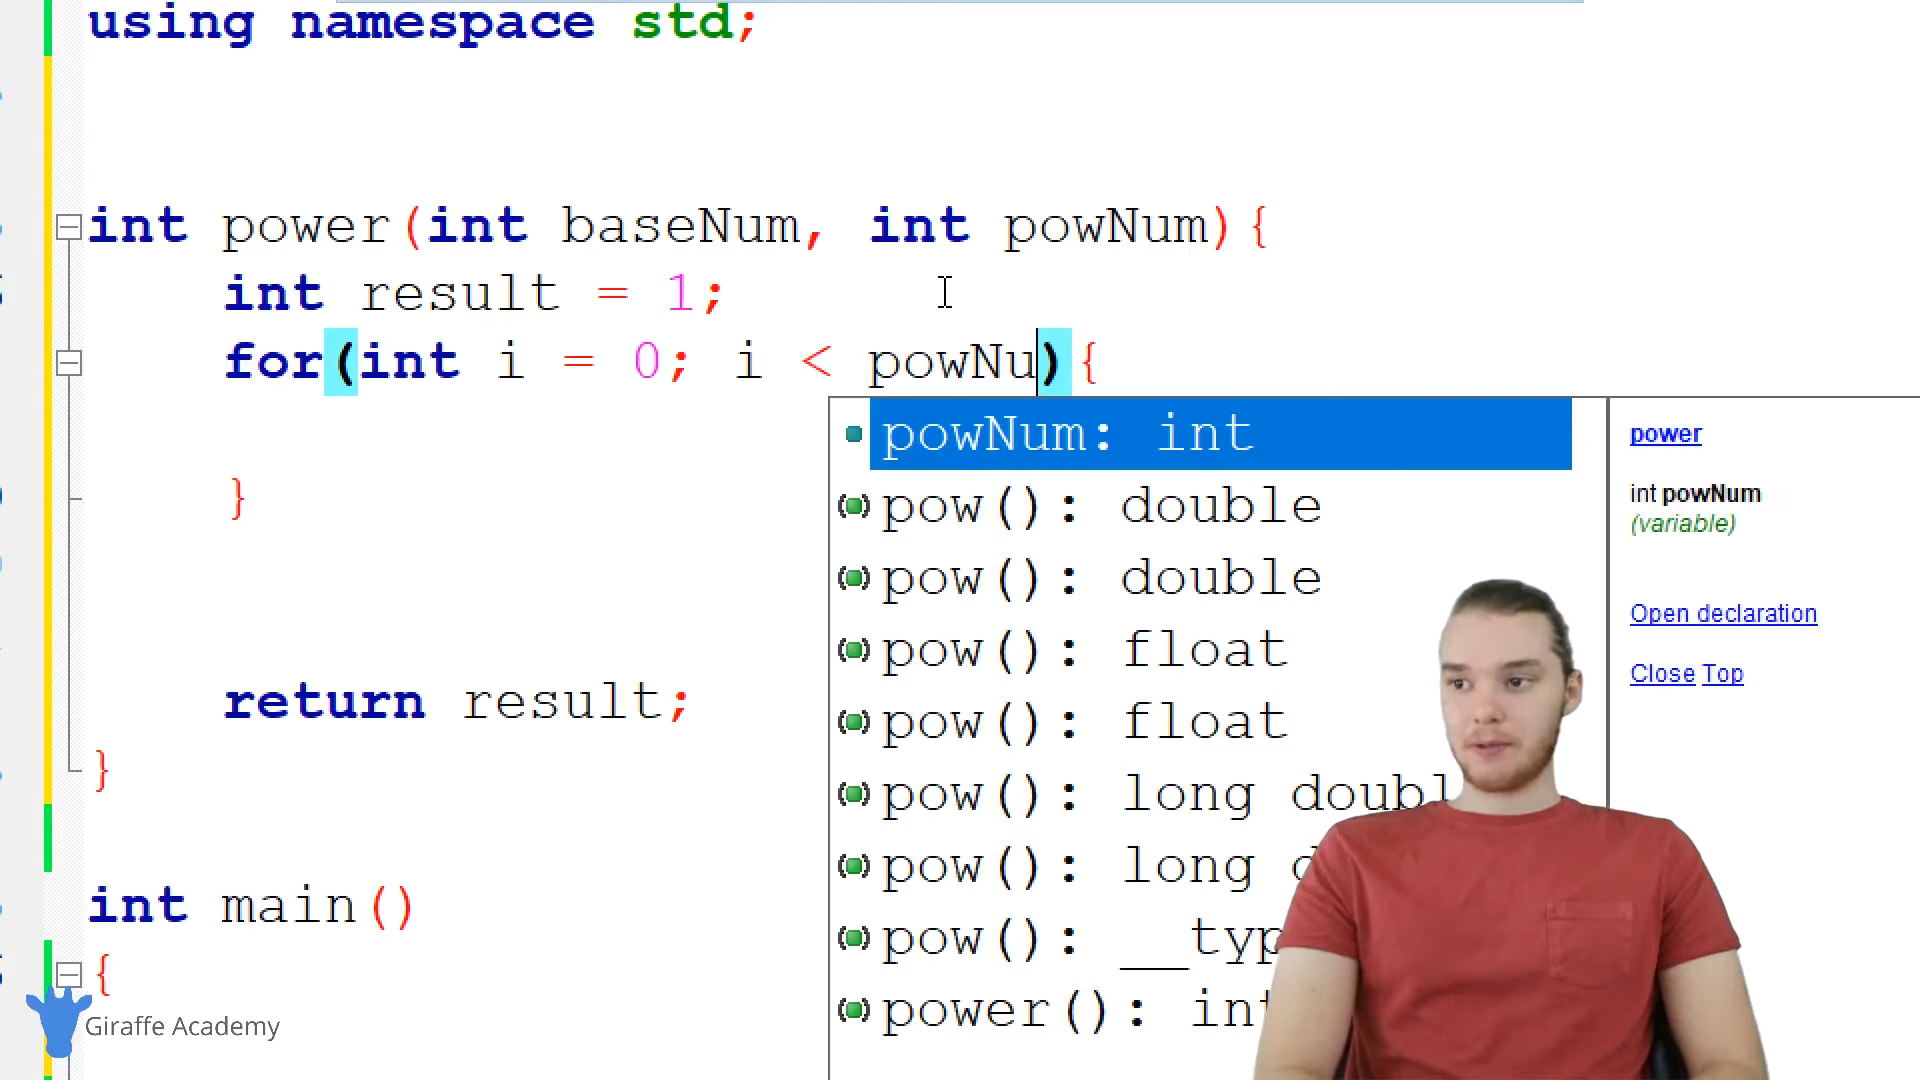 using namespace std;
int power(int baseNum, int powNum){
int result = 1;
for(int i = 0; i < powNu){
powNum: int
pow(): double
pow(): double
pow(): float
pow(): float
pow(): long doubl
pow(): long d
pow(): __typ
power(): int
power
int powNum
(variable)
Open declaration
Close Top
}
return result;
}
int main()
{
Giraffe Academy